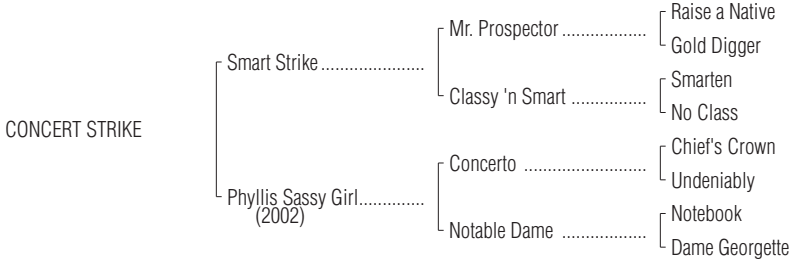 Raise a Native
Mr. Prospector ..................
Gold Digger
Smart Strike ......................
Smarten
Classy 'n Smart ................
No Class
CONCERT STRIKE
Chief's Crown
Concerto ..........................
Undeniably
Phyllis Sassy Girl..............
(2002)
Notebook
Notable Dame ..................
Dame Georgette